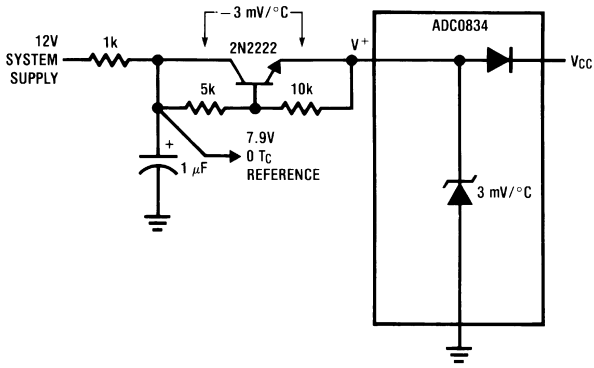 −3 mV/°C
ADC0834
12V
SYSTEM
SUPPLY
1k
2N2222
V+
VCC
5k
10k
+
1 μF
7.9V
0 TC
REFERENCE
3 mV/°C